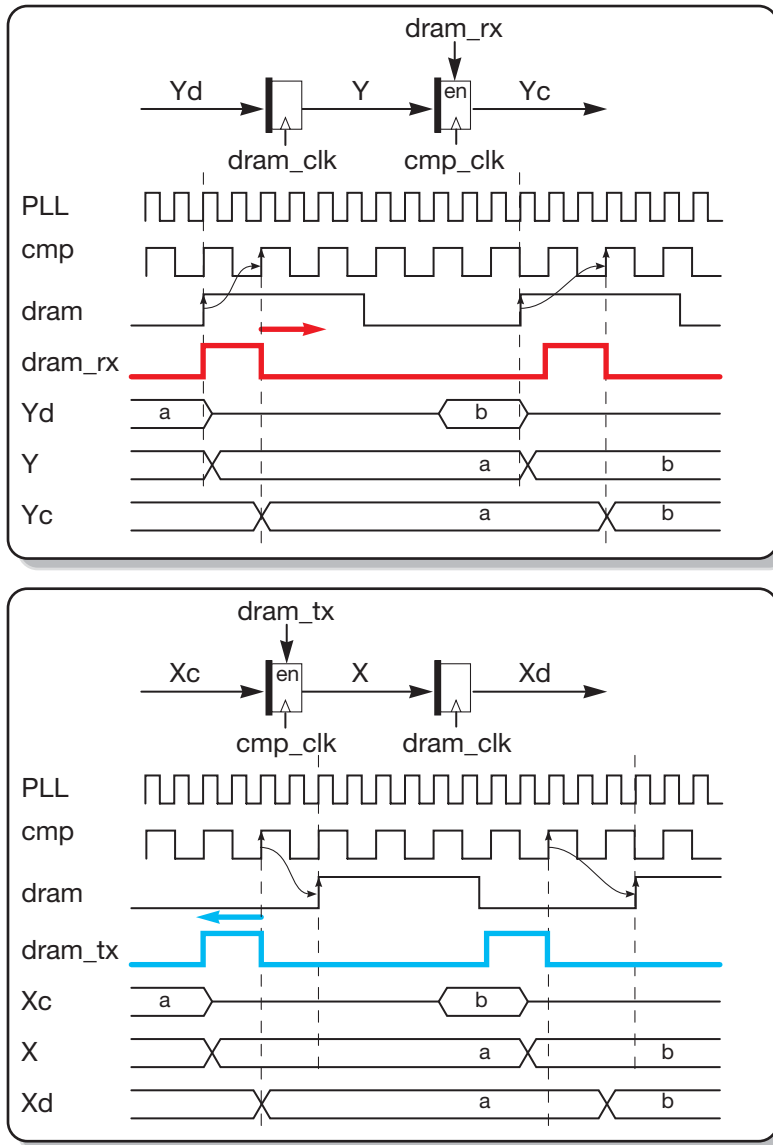 dram_rx
Yd Y en Yc
dram_clk cmp_clk
PLL
cmp
dram
dram_rx
Yd a b
Y a b
Yc a b
dram_tx
Xc en X Xd
cmp_clk dram_clk
PLL
cmp
dram
dram_tx
Xc a b
X a b
Xd a b